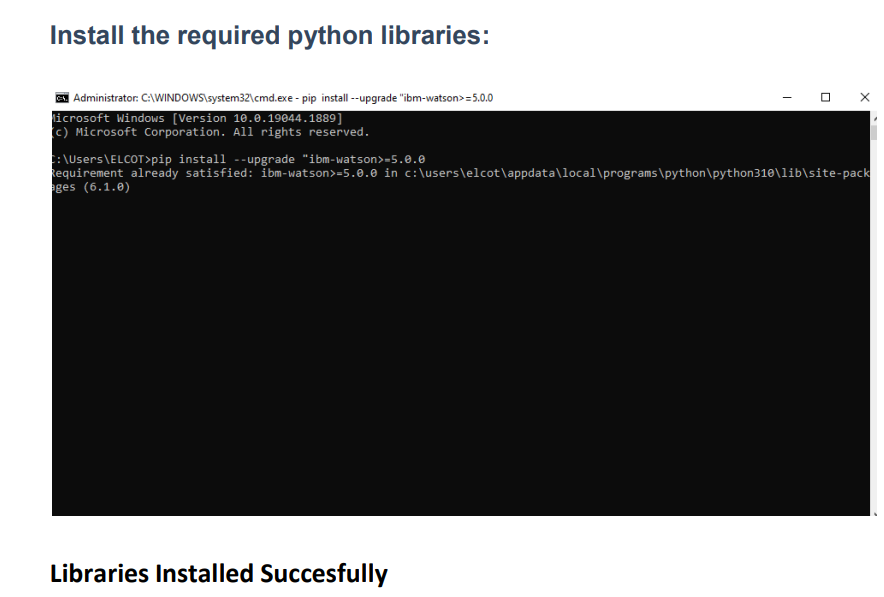 Install the required python libraries:
Administrator: C:\WINDOWS\system32\cmd.exe - pip  install --upgrade "ibm-watson>=5.0.0
Microsoft Windows [Version 10.0.19044.1889]
(c) Microsoft Corporation. All rights reserved.
C:\Users\ELCOT>pip install --upgrade "ibm-watson>=5.0.0
Requirement already satisfied: ibm-watson>=5.0.0 in c:\users\elcot\appdata\local\programs\python\python310\lib\site-pack
ages (6.1.0)
Libraries Installed Succesfully